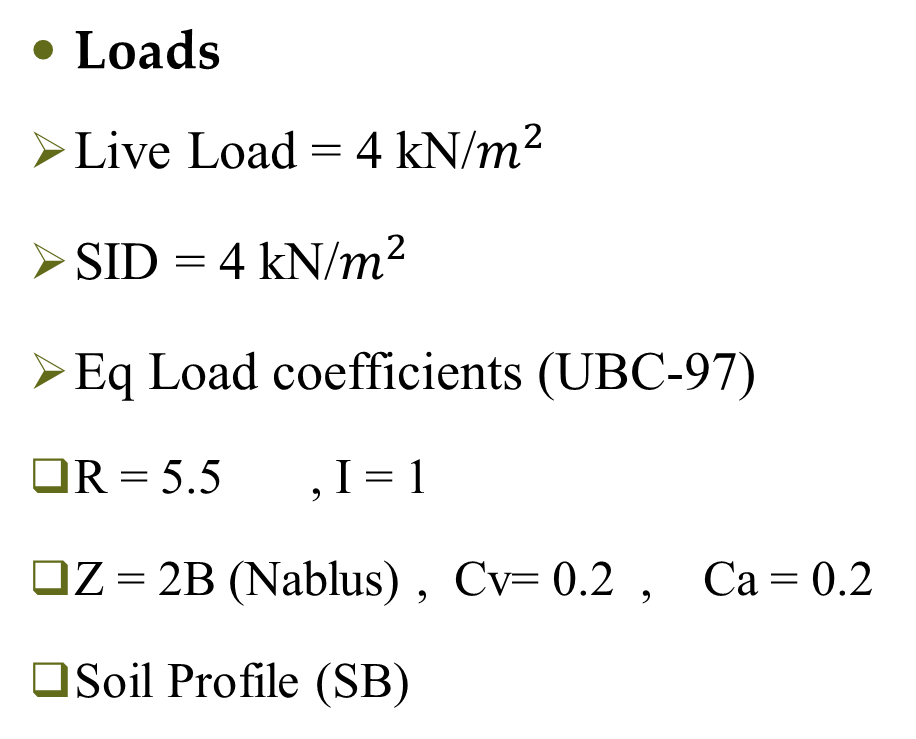 • Loads
➢ Live Load = 4 kN/𝑚²
➢ SID = 4 kN/𝑚²
➢ Eq Load coefficients (UBC-97)
❑ R = 5.5 , I = 1
❑ Z = 2B (Nablus) , Cv= 0.2 , Ca = 0.2
❑ Soil Profile (SB)